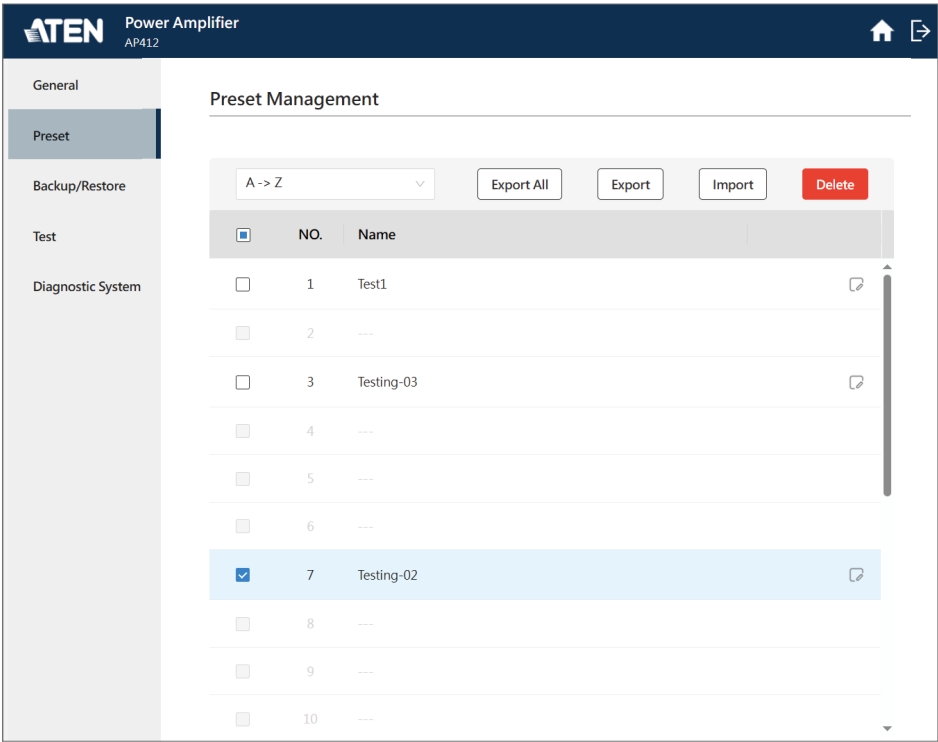 ATEN
Power Amplifier
AP412
General
Preset
Backup/Restore
Test
Diagnostic System
Preset Management
A -> Z
Export All
Export
Import
Delete
NO. Name
1 Test1
2 ---
3 Testing-03
4 ---
5 ---
6 ---
7 Testing-02
8 ---
9 ---
10 ---